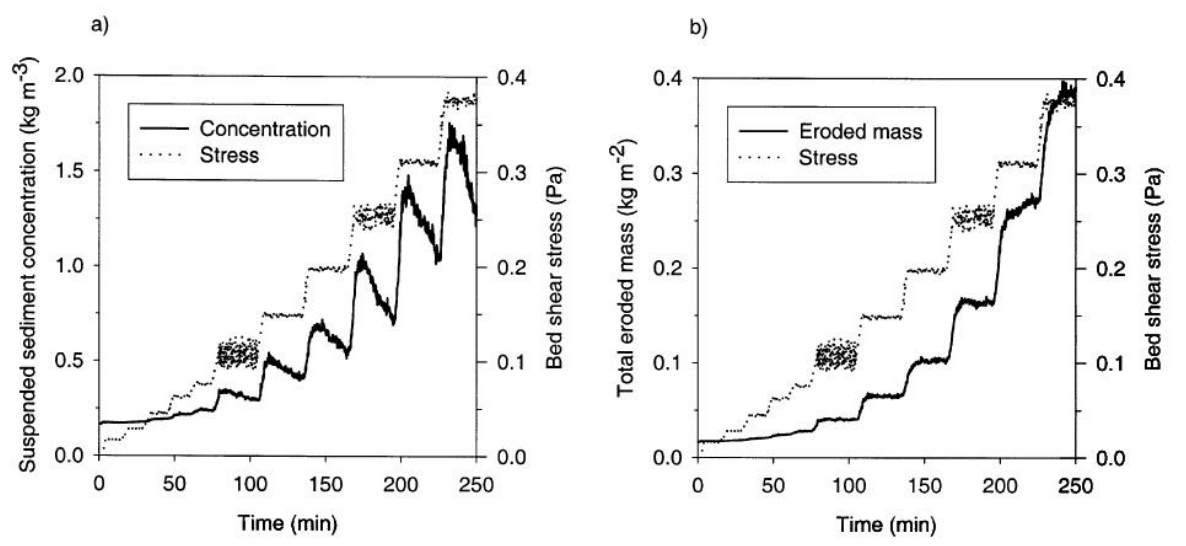 a)
Suspended sediment concentration (kg m⁻³)
2.0
1.5
1.0
0.5
0.0
Concentration
Stress
0.4
0.3
0.2
0.1
0.0
Bed shear stress (Pa)
0 50 100 150 200 250
Time (min)
b)
Total eroded mass (kg m⁻²)
0.4
0.3
0.2
0.1
0.0
Eroded mass
Stress
0.4
0.3
0.2
0.1
0.0
Bed shear stress (Pa)
0 50 100 150 200 250
Time (min)